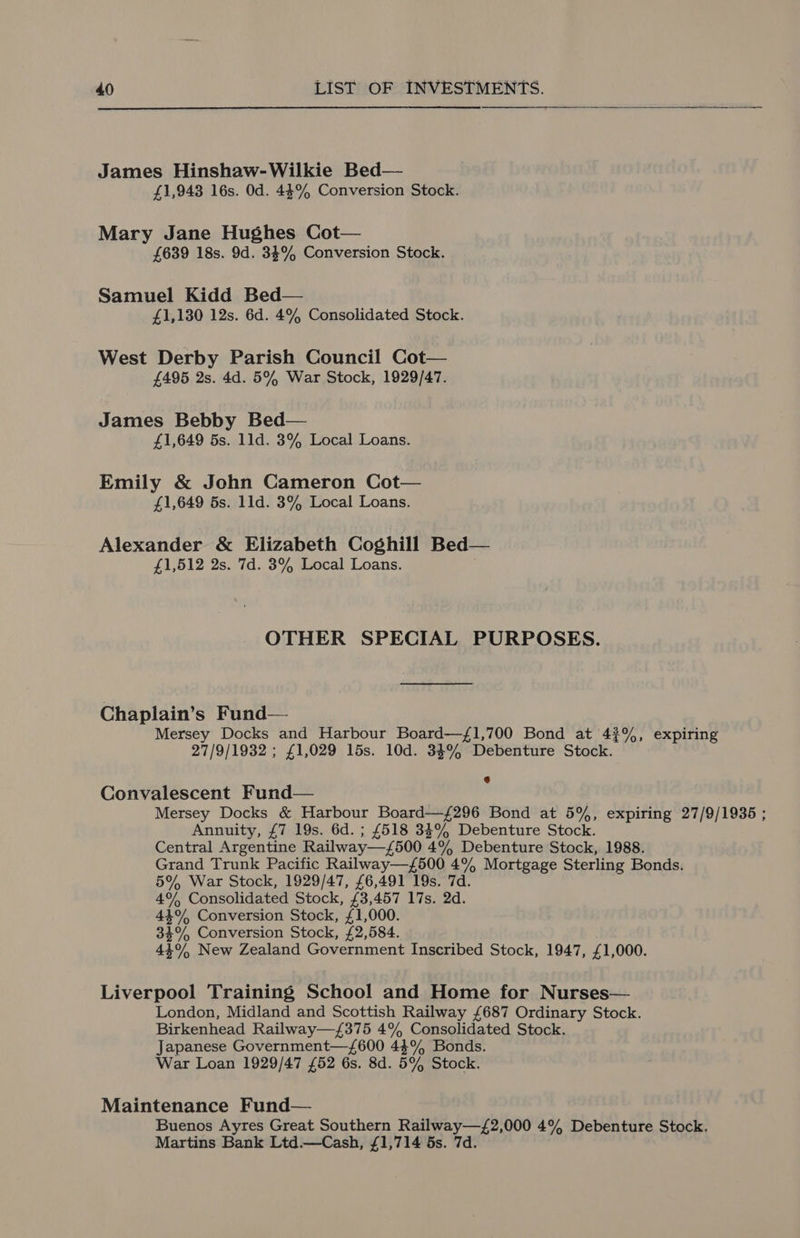 40 LIST OF INVESTMENTS.
James Hinshaw-Wilkie Bed—
£1,943 16s. 0d. 4½% Conversion Stock.
Mary Jane Hughes Cot—
£639 18s. 9d. 3½% Conversion Stock.
Samuel Kidd Bed—
£1,130 12s. 6d. 4% Consolidated Stock.
West Derby Parish Council Cot—
£495 2s. 4d. 5% War Stock, 1929/47.
James Bebby Bed—
£1,649 5s. 11d. 3% Local Loans.
Emily & John Cameron Cot—
£1,649 5s. 11d. 3% Local Loans.
Alexander & Elizabeth Coghill Bed—
£1,512 2s. 7d. 3% Local Loans.
OTHER SPECIAL PURPOSES.
Chaplain's Fund—
Mersey Docks and Harbour Board—£1,700 Bond at 4¾%, expiring
27/9/1932; £1,029 15s. 10d. 3½% Debenture Stock.
Convalescent Fund—
Mersey Docks & Harbour Board—£296 Bond at 5%, expiring 27/9/1935;
Annuity, £7 19s. 6d.; £518 3½% Debenture Stock.
Central Argentine Railway—£500 4% Debenture Stock, 1988.
Grand Trunk Pacific Railway—£500 4% Mortgage Sterling Bonds.
5% War Stock, 1929/47, £6,491 19s. 7d.
4% Consolidated Stock, £3,457 17s. 2d.
4½% Conversion Stock, £1,000.
3½% Conversion Stock, £2,584.
4½% New Zealand Government Inscribed Stock, 1947, £1,000.
Liverpool Training School and Home for Nurses—
London, Midland and Scottish Railway £687 Ordinary Stock.
Birkenhead Railway—£375 4% Consolidated Stock.
Japanese Government—£600 4½% Bonds.
War Loan 1929/47 £52 6s. 8d. 5% Stock.
Maintenance Fund—
Buenos Ayres Great Southern Railway—£2,000 4% Debenture Stock.
Martins Bank Ltd.—Cash, £1,714 5s. 7d.